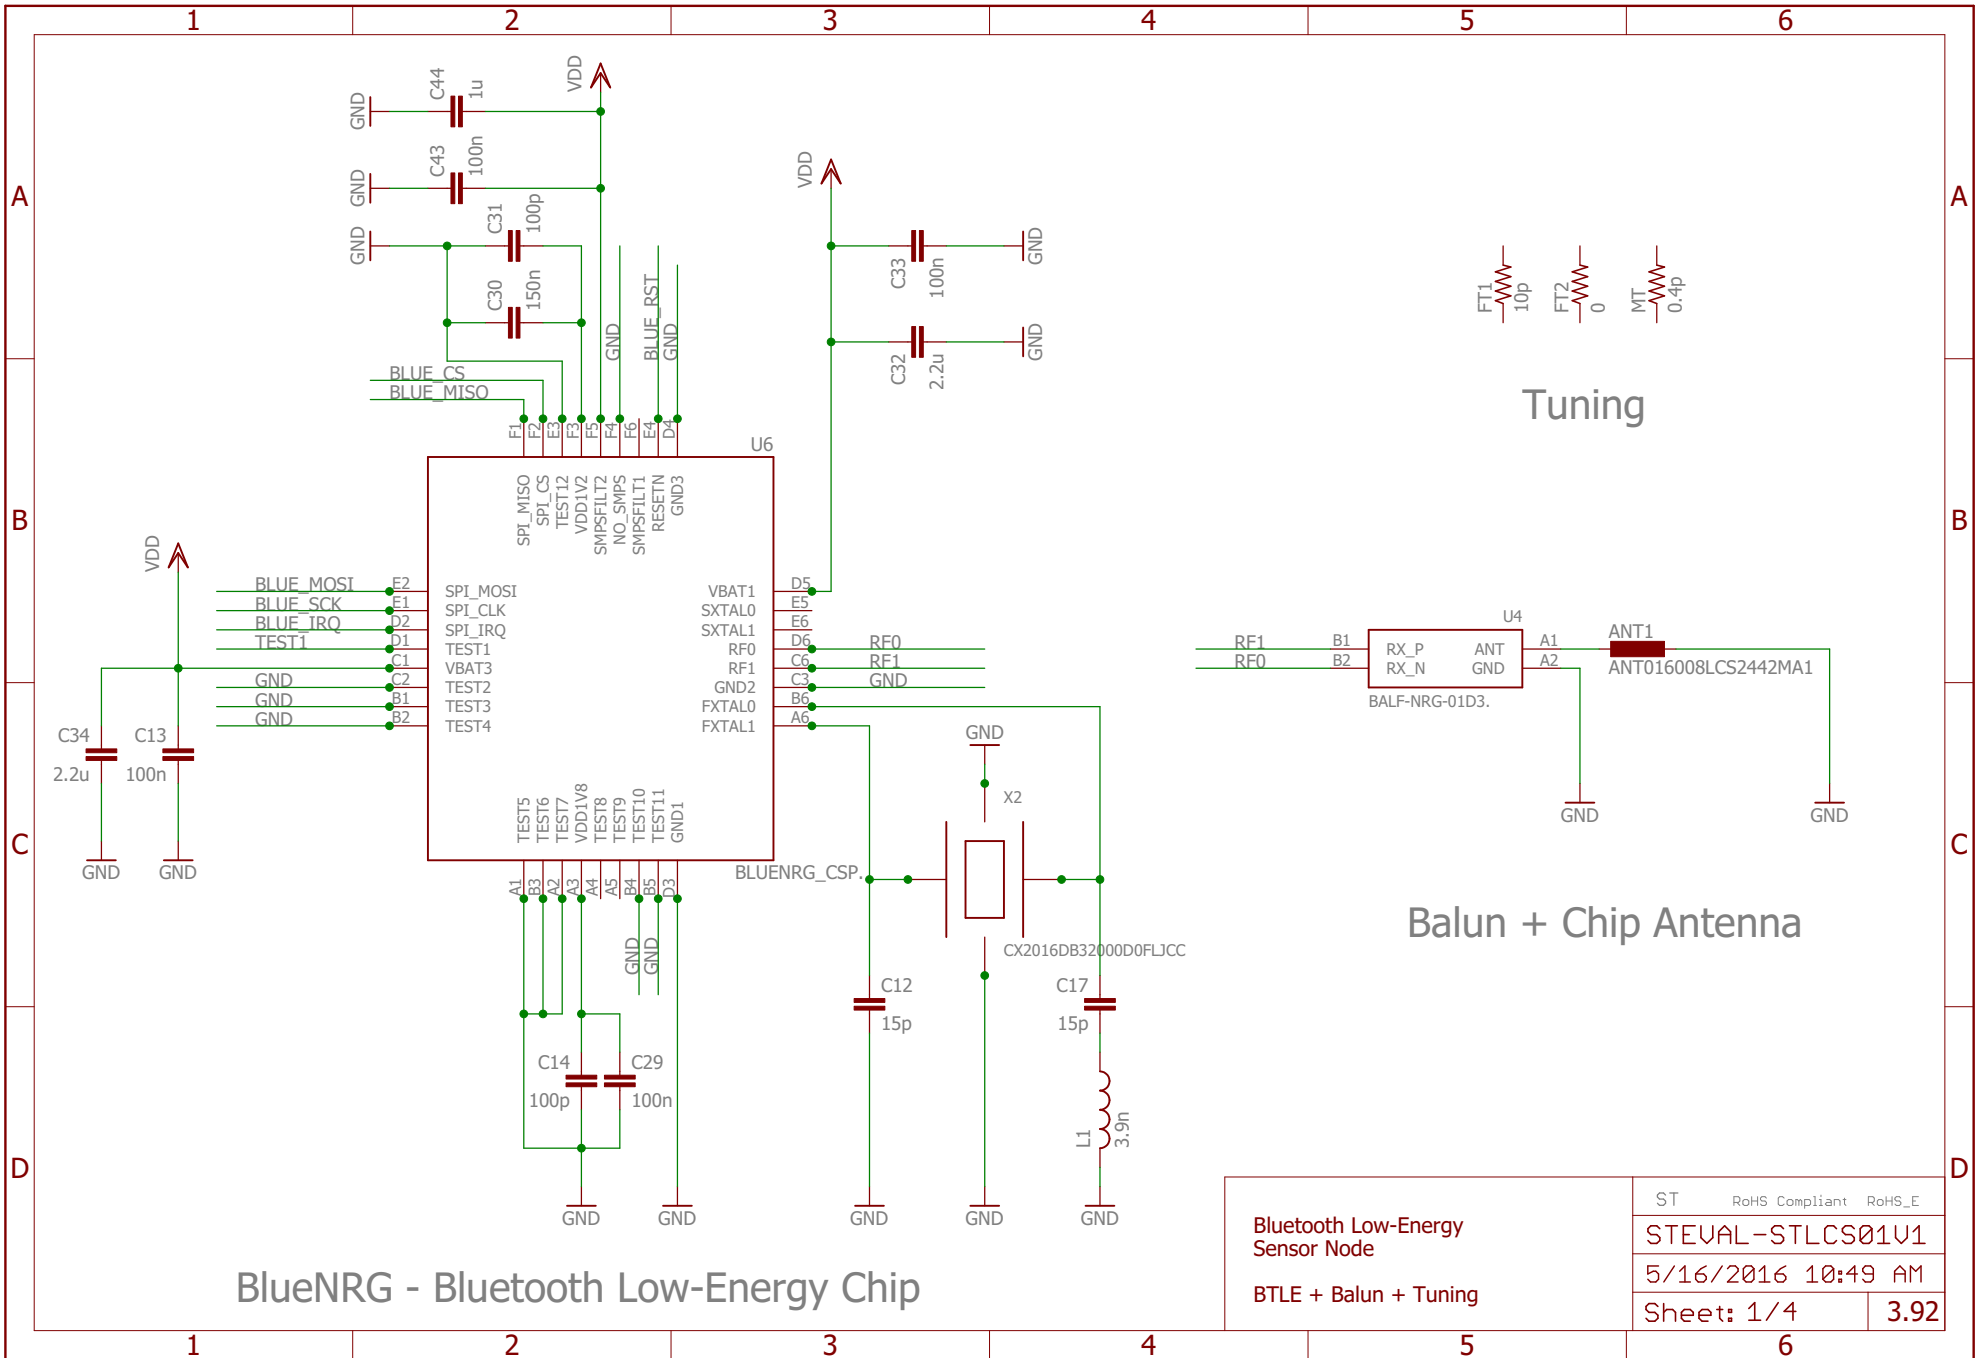 1 2 3 4 5 6
A
B
C
D
A
B
C
D
1 2 3 4 5 6
GND
C44
1u
VDD
GND
C43
100n
GND
C31
100p
C30
150n
GND
BLUE_RST
GND
BLUE_CS
BLUE_MISO
VDD
C33
100n
GND
C32
2.2u
GND
FT1
10p
FT2
0
MT
0.4p
Tuning
F1
F2
E3
F3
F5
F4
F6
E4
D4
U6
SPI_MISO
SPI_CS
TEST12
VDD1V2
SMPSFILT2
NO_SMPS
SMPSFILT1
RESETN
GND3
VDD
BLUE_MOSI E2 SPI_MOSI
BLUE_SCK E1 SPI_CLK
BLUE_IRQ D2 SPI_IRQ
TEST1 D1 TEST1
C1 VBAT3
GND C2 TEST2
GND B1 TEST3
GND B2 TEST4
VBAT1 D5
SXTAL0 E5
SXTAL1 E6
RF0 D6 RF0
RF1 C6 RF1
GND2 C3 GND
FXTAL0 B6
FXTAL1 A6
C34
2.2u
C13
100n
GND
GND
TEST5
TEST6
TEST7
VDD1V8
TEST8
TEST9
TEST10
TEST11
GND1
BLUENRG_CSP.
A1
B3
A2
A3
A4
A5
B4
B5
D3
GND
GND
C14
100p
C29
100n
GND
GND
GND
X2
CX2016DB32000D0FLJCC
C12
15p
C17
15p
L1
3.9n
GND
GND
GND
U4
RF1 B1 RX_P ANT A1
RF0 B2 RX_N GND A2
BALF-NRG-01D3.
ANT1
ANT016008LCS2442MA1
GND
GND
Balun + Chip Antenna
BlueNRG - Bluetooth Low-Energy Chip
Bluetooth Low-Energy
Sensor Node
BTLE + Balun + Tuning
ST RoHS Compliant RoHS_E
STEVAL-STLCS01V1
5/16/2016 10:49 AM
Sheet: 1/4 3.92